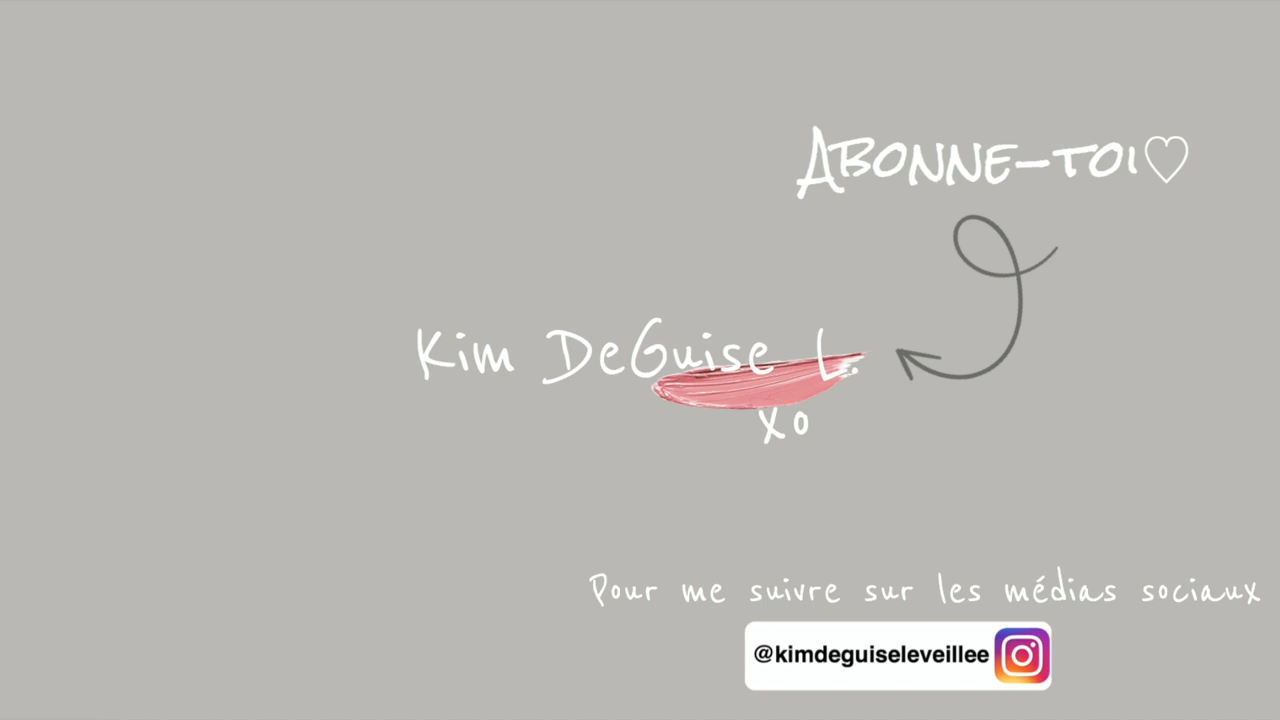 Abonne-toi♡
Kim DeGuise L.
xo
Pour me suivre sur les médias sociaux
@kimdeguiseleveillee